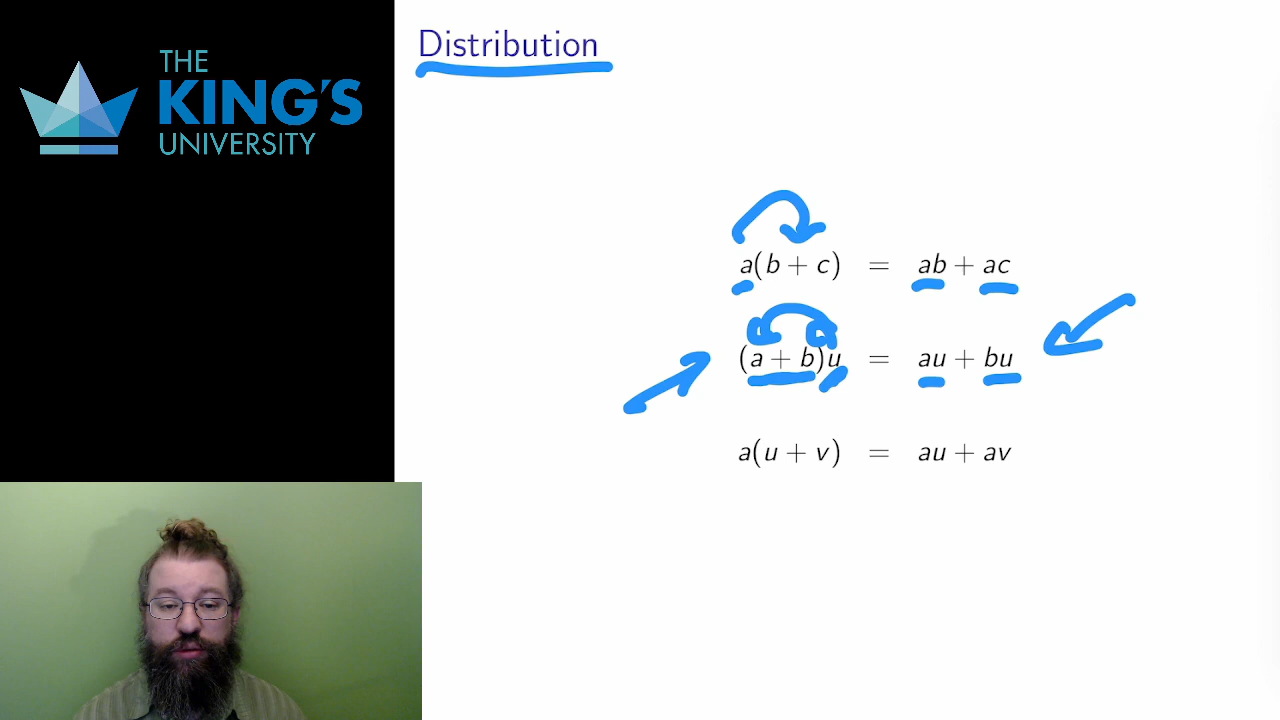 THE
KING'S
UNIVERSITY
Distribution
a(b + c) = ab + ac
(a + b)u = au + bu
a(u + v) = au + av